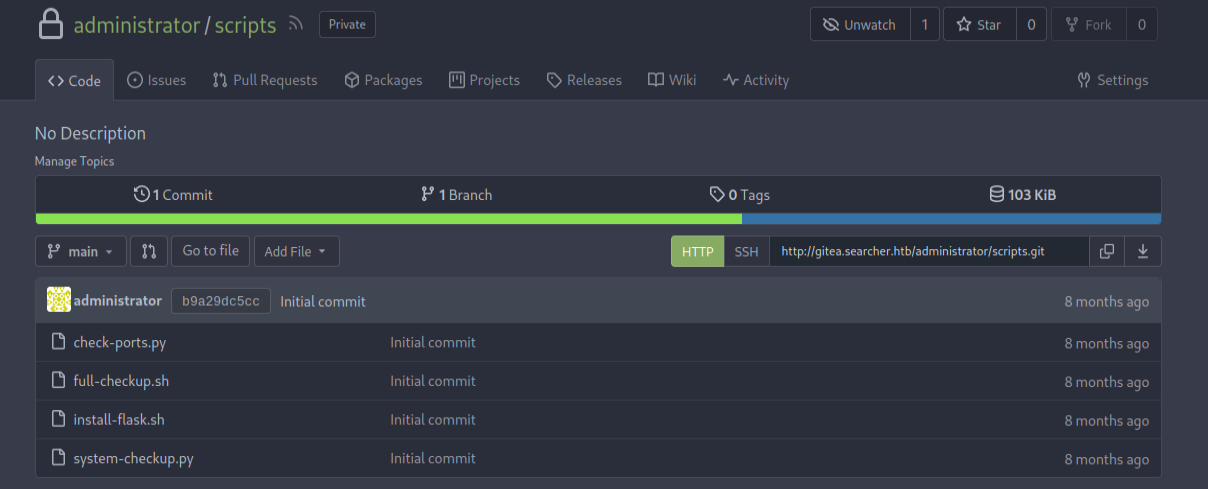 administrator / scripts Private Unwatch 1 Star 0 Fork 0
Code Issues Pull Requests Packages Projects Releases Wiki Activity Settings
No Description
Manage Topics
1 Commit 1 Branch 0 Tags 103 KiB
main Go to file Add File HTTP SSH http://gitea.searcher.htb/administrator/scripts.git
administrator b9a29dc5cc Initial commit 8 months ago
check-ports.py Initial commit 8 months ago
full-checkup.sh Initial commit 8 months ago
install-flask.sh Initial commit 8 months ago
system-checkup.py Initial commit 8 months ago